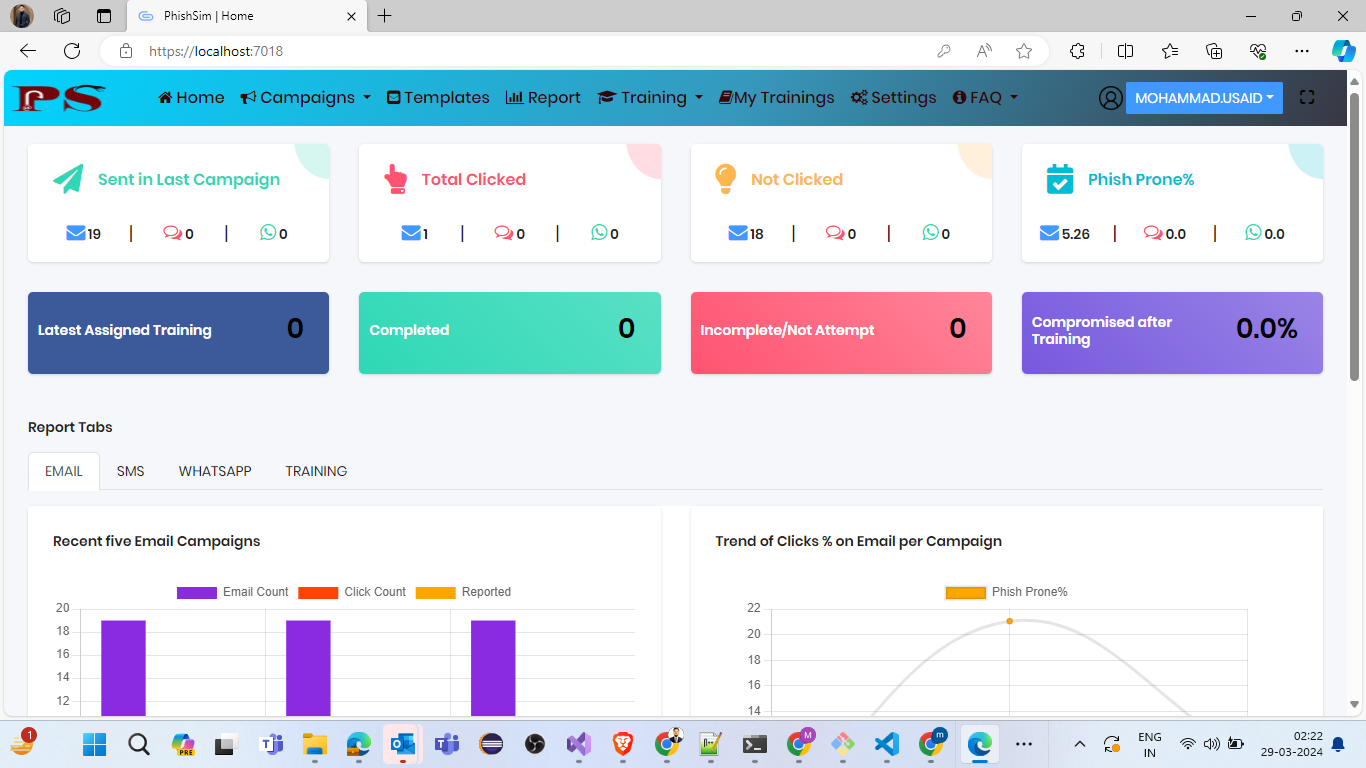 PhishSim | Home
https://localhost:7018
PS Home Campaigns Templates Report Training My Trainings Settings FAQ MOHAMMAD.USAID
Sent in Last Campaign
19 | 0 | 0
Total Clicked
1 | 0 | 0
Not Clicked
18 | 0 | 0
Phish Prone%
5.26 | 0.0 | 0.0
Latest Assigned Training 0
Completed 0
Incomplete/Not Attempt 0
Compromised after
Training
0.0%
Report Tabs
EMAIL SMS WHATSAPP TRAINING
Recent five Email Campaigns
Email Count Click Count Reported
20
18
16
14
12
Trend of Clicks % on Email per Campaign
Phish Prone%
22
20
18
16
14
1
PRE
M
m
ENG
IN
02:22
29-03-2024